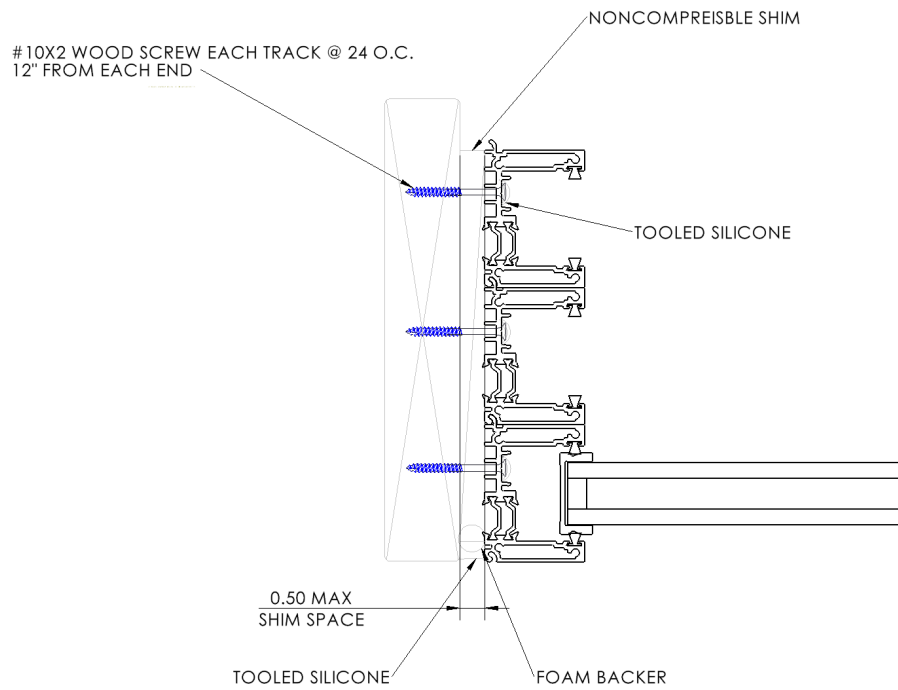 NONCOMPREISBLE SHIM
#10X2 WOOD SCREW EACH TRACK @ 24 O.C.
12" FROM EACH END
TOOLED SILICONE
0.50 MAX
SHIM SPACE
TOOLED SILICONE
FOAM BACKER